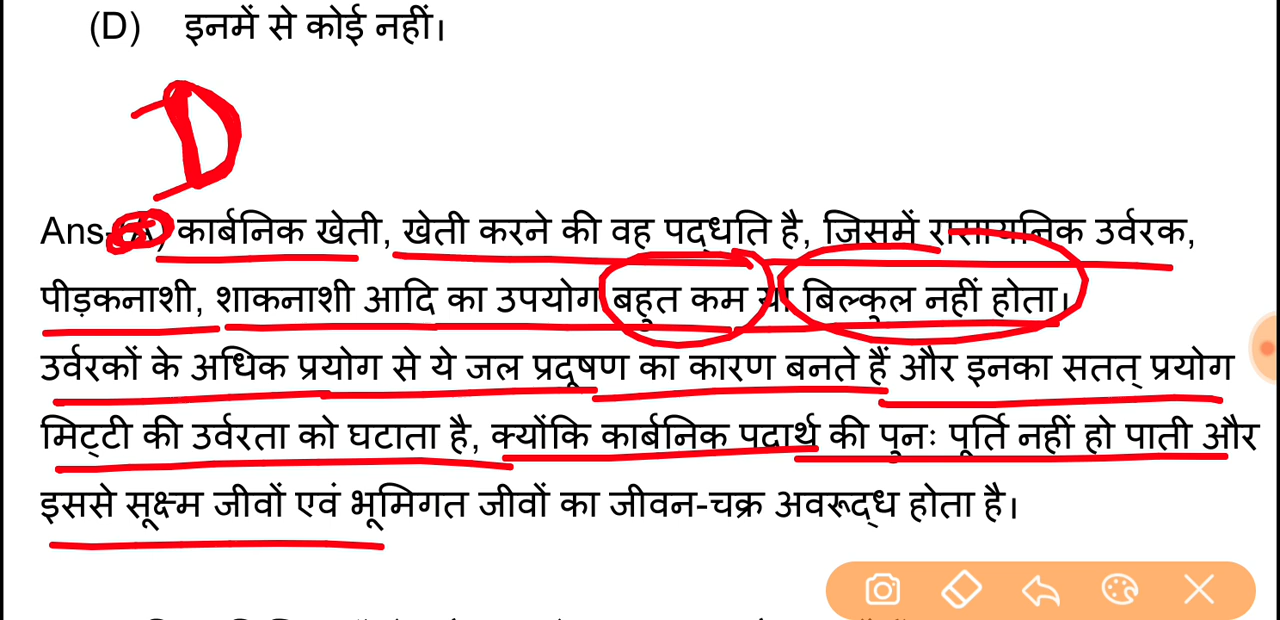 (D) इनमें से कोई नहीं।
D
Ans- कार्बनिक खेती, खेती करने की वह पद्धति है, जिसमें रासायनिक उर्वरक,
पीड़कनाशी, शाकनाशी आदि का उपयोग बहुत कम या बिल्कुल नहीं होता।
उर्वरकों के अधिक प्रयोग से ये जल प्रदूषण का कारण बनते हैं और इनका सतत् प्रयोग
मिट्टी की उर्वरता को घटाता है, क्योंकि कार्बनिक पदार्थ की पुनः पूर्ति नहीं हो पाती और
इससे सूक्ष्म जीवों एवं भूमिगत जीवों का जीवन-चक्र अवरूद्ध होता है।